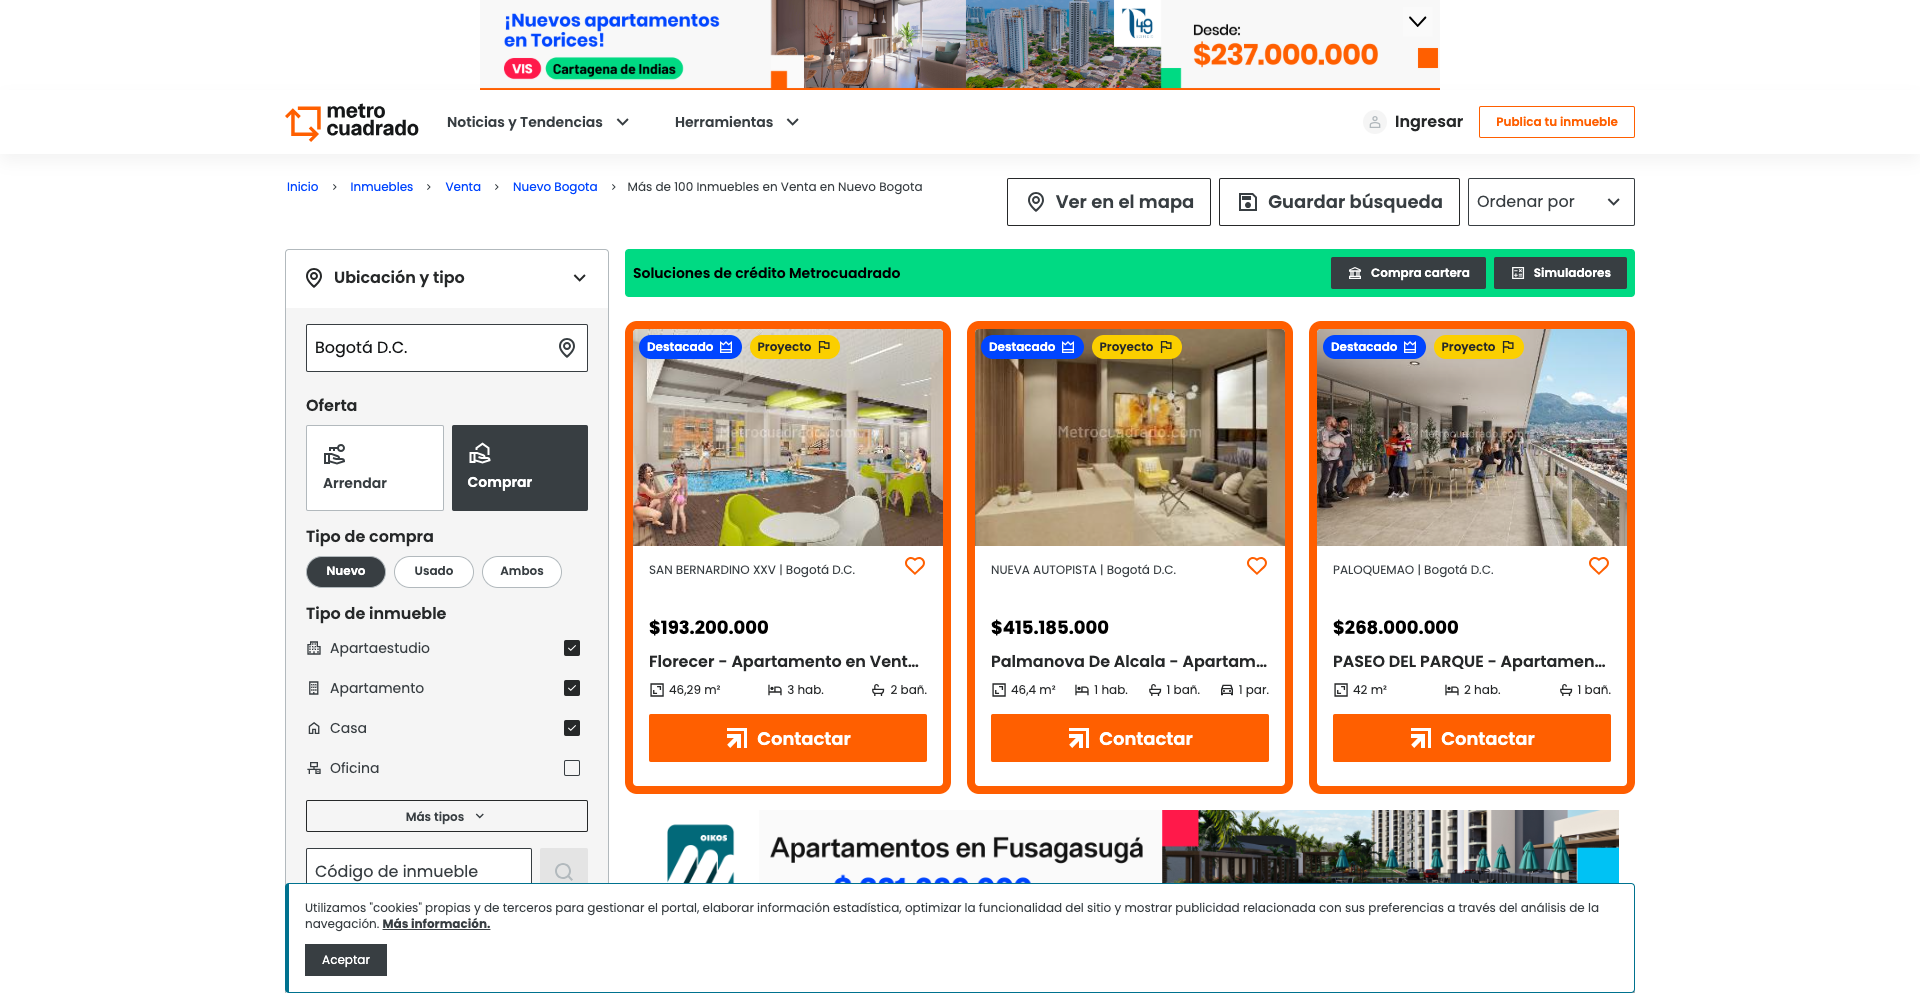 ¡Nuevos apartamentos
en Torices!
VIS
Cartagena de Indias
T49
Desde:
$237.000.000
metro
cuadrado
Noticias y Tendencias
Herramientas
Ingresar
Publica tu inmueble
Inicio
Inmuebles
Venta
Nuevo Bogota
Más de 100 Inmuebles en Venta en Nuevo Bogota
Ver en el mapa
Guardar búsqueda
Ordenar por
Ubicación y tipo
Bogotá D.C.
Oferta
Arrendar
Comprar
Tipo de compra
Nuevo
Usado
Ambos
Tipo de inmueble
Apartaestudio
Apartamento
Casa
Oficina
Más tipos
Código de inmueble
Soluciones de crédito Metrocuadrado
Compra cartera
Simuladores
Destacado
Proyecto
Metrocuadrado.com
SAN BERNARDINO XXV | Bogotá D.C.
$193.200.000
Florecer - Apartamento en Vent...
46,29 m²
3 hab.
2 bañ.
Contactar
Destacado
Proyecto
Metrocuadrado.com
NUEVA AUTOPISTA | Bogotá D.C.
$415.185.000
Palmanova De Alcala - Apartam...
46,4 m²
1 hab.
1 bañ.
1 par.
Contactar
Destacado
Proyecto
Metrocuadrado.com
PALOQUEMAO | Bogotá D.C.
$268.000.000
PASEO DEL PARQUE - Apartamen...
42 m²
2 hab.
1 bañ.
Contactar
OIKOS
Apartamentos en Fusagasugá
Utilizamos "cookies" propias y de terceros para gestionar el portal, elaborar información estadística, optimizar la funcionalidad del sitio y mostrar publicidad relacionada con sus preferencias a través del análisis de la
navegación. Más información.
Aceptar